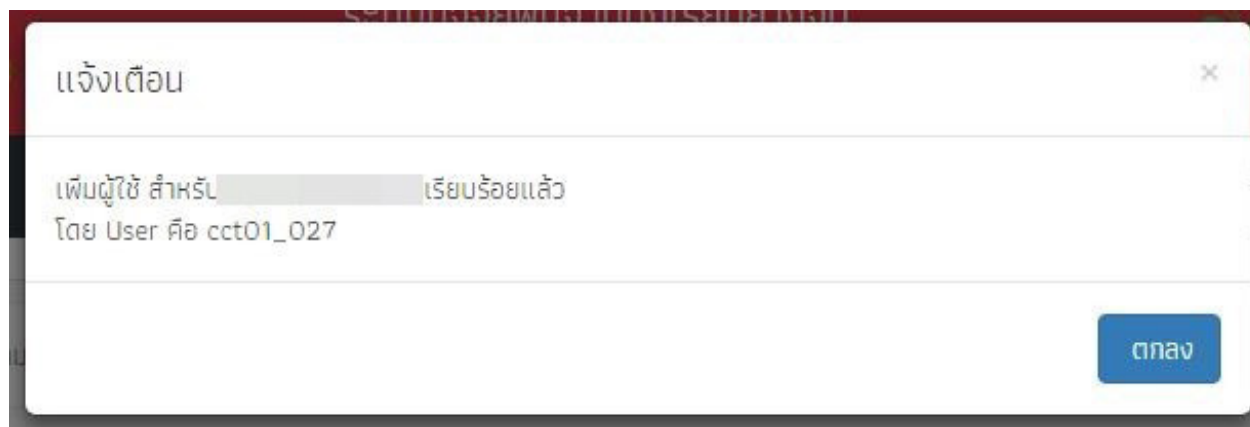 แจ้งเตือน
×
เพิ่มผู้ใช้ สำหรับ เรียบร้อยแล้ว
โดย User คือ cct01_027
ตกลง